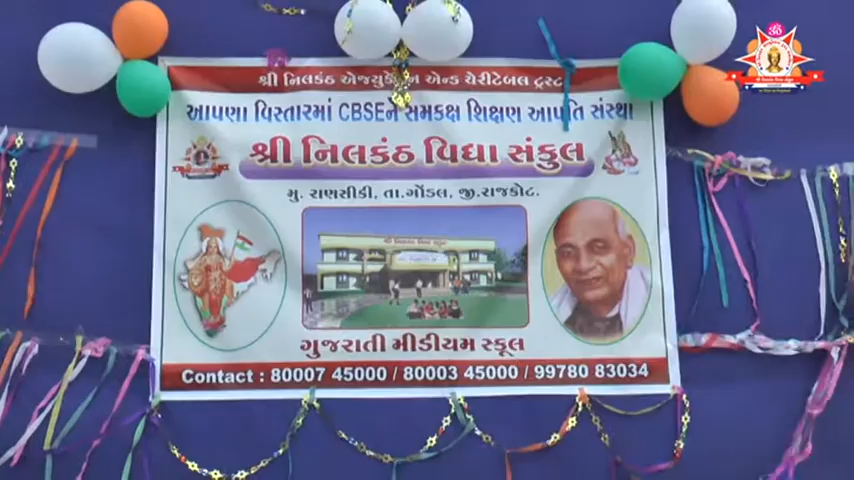 શ્રી નિલકંઠ એજયુકેશન એન્ડ ચેરીટેબલ ટ્રસ્ટ
આપણા વિસ્તારમાં CBSEને સમકક્ષ શિક્ષણ આપતિ સંસ્થા
શ્રી નિલકંઠ વિદ્યા સંકુલ
મુ. રાણસીકી, તા.ગોંડલ, જી.રાજકોટ.
ગુજરાતી મીડીયમ સ્કૂલ
Contact : 80007 45000 / 80003 45000 / 99780 83034